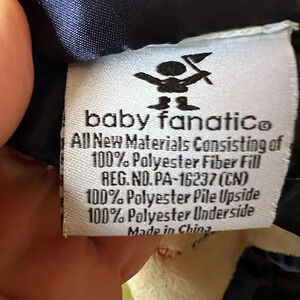 baby fanatic©
All New Materials Consisting of
100% Polyester Fiber Fill
REG. NO. PA-16237 (CN)
100% Polyester Pile Upside
100% Polyester Underside
Made in China